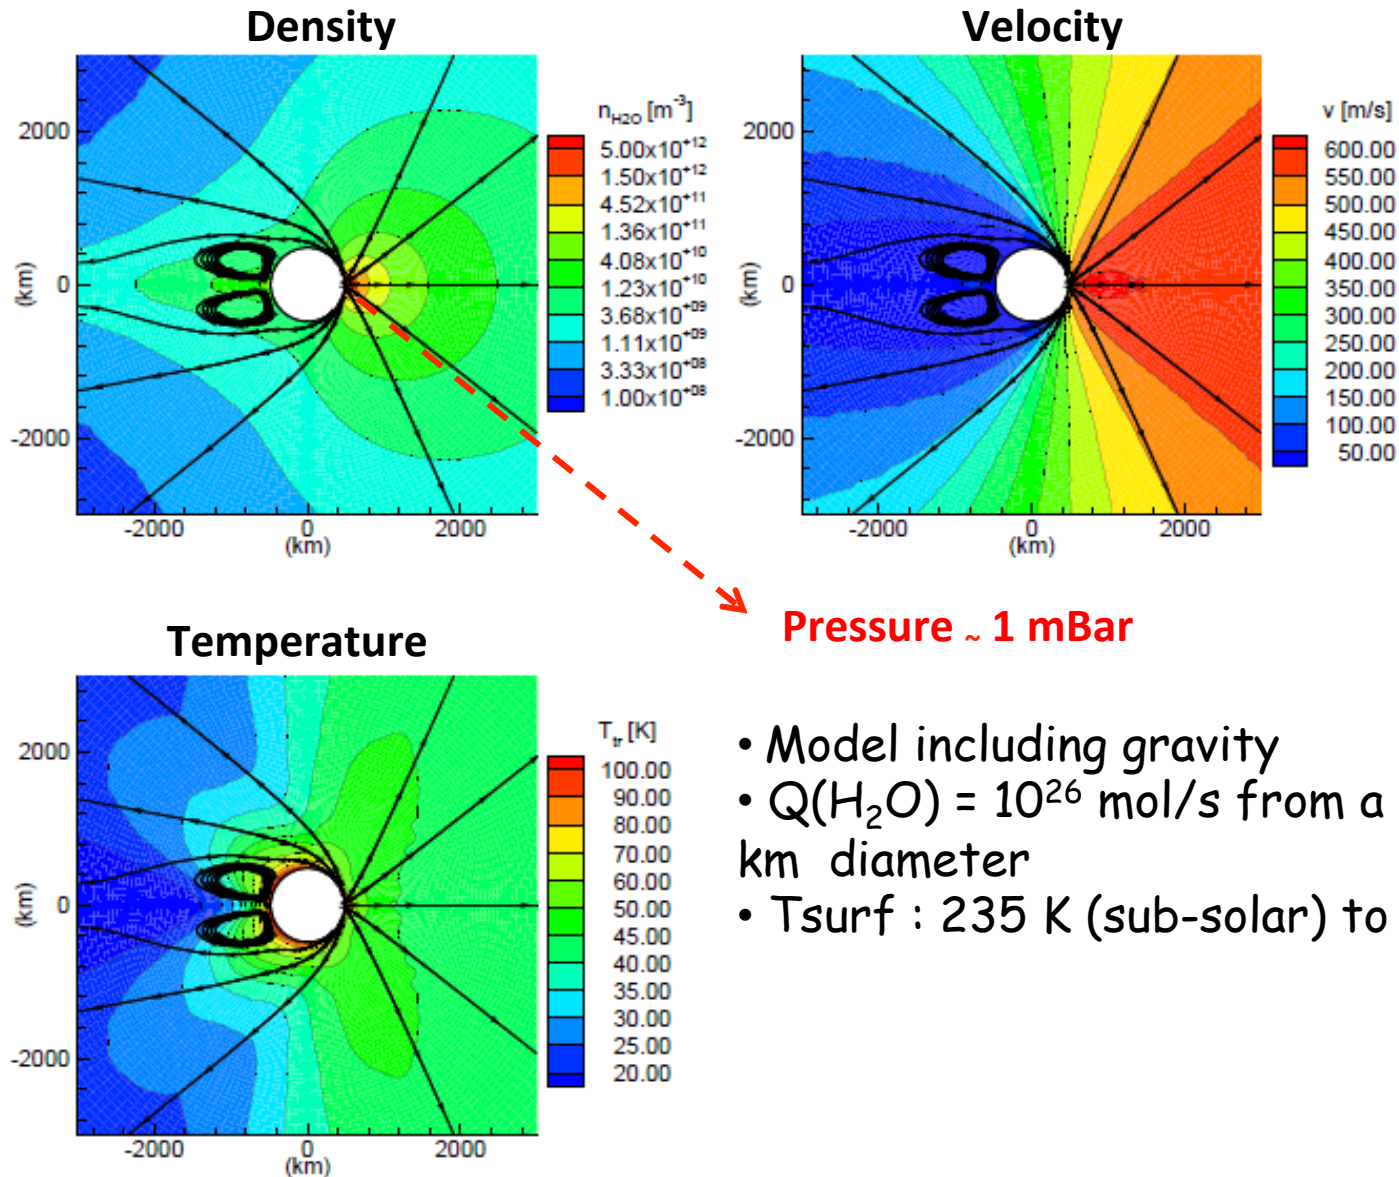 Density
n_H2O [m^-3]
5.00x10^+12
1.50x10^+12
4.52x10^+11
1.36x10^+11
4.08x10^+10
1.23x10^+10
3.68x10^+09
1.11x10^+09
3.33x10^+08
1.00x10^+08
2000
0
-2000
(km)
-2000 0 2000
(km)
Velocity
v [m/s]
600.00
550.00
500.00
450.00
400.00
350.00
300.00
250.00
200.00
150.00
100.00
50.00
2000
0
-2000
(km)
-2000 0 2000
(km)
Pressure ~ 1 mBar
Temperature
T_tr [K]
100.00
90.00
80.00
70.00
60.00
50.00
45.00
40.00
35.00
30.00
25.00
20.00
2000
0
-2000
(km)
-2000 0 2000
(km)
• Model including gravity
• Q(H₂O) = 10²⁶ mol/s from a
km diameter
• Tsurf : 235 K (sub-solar) to